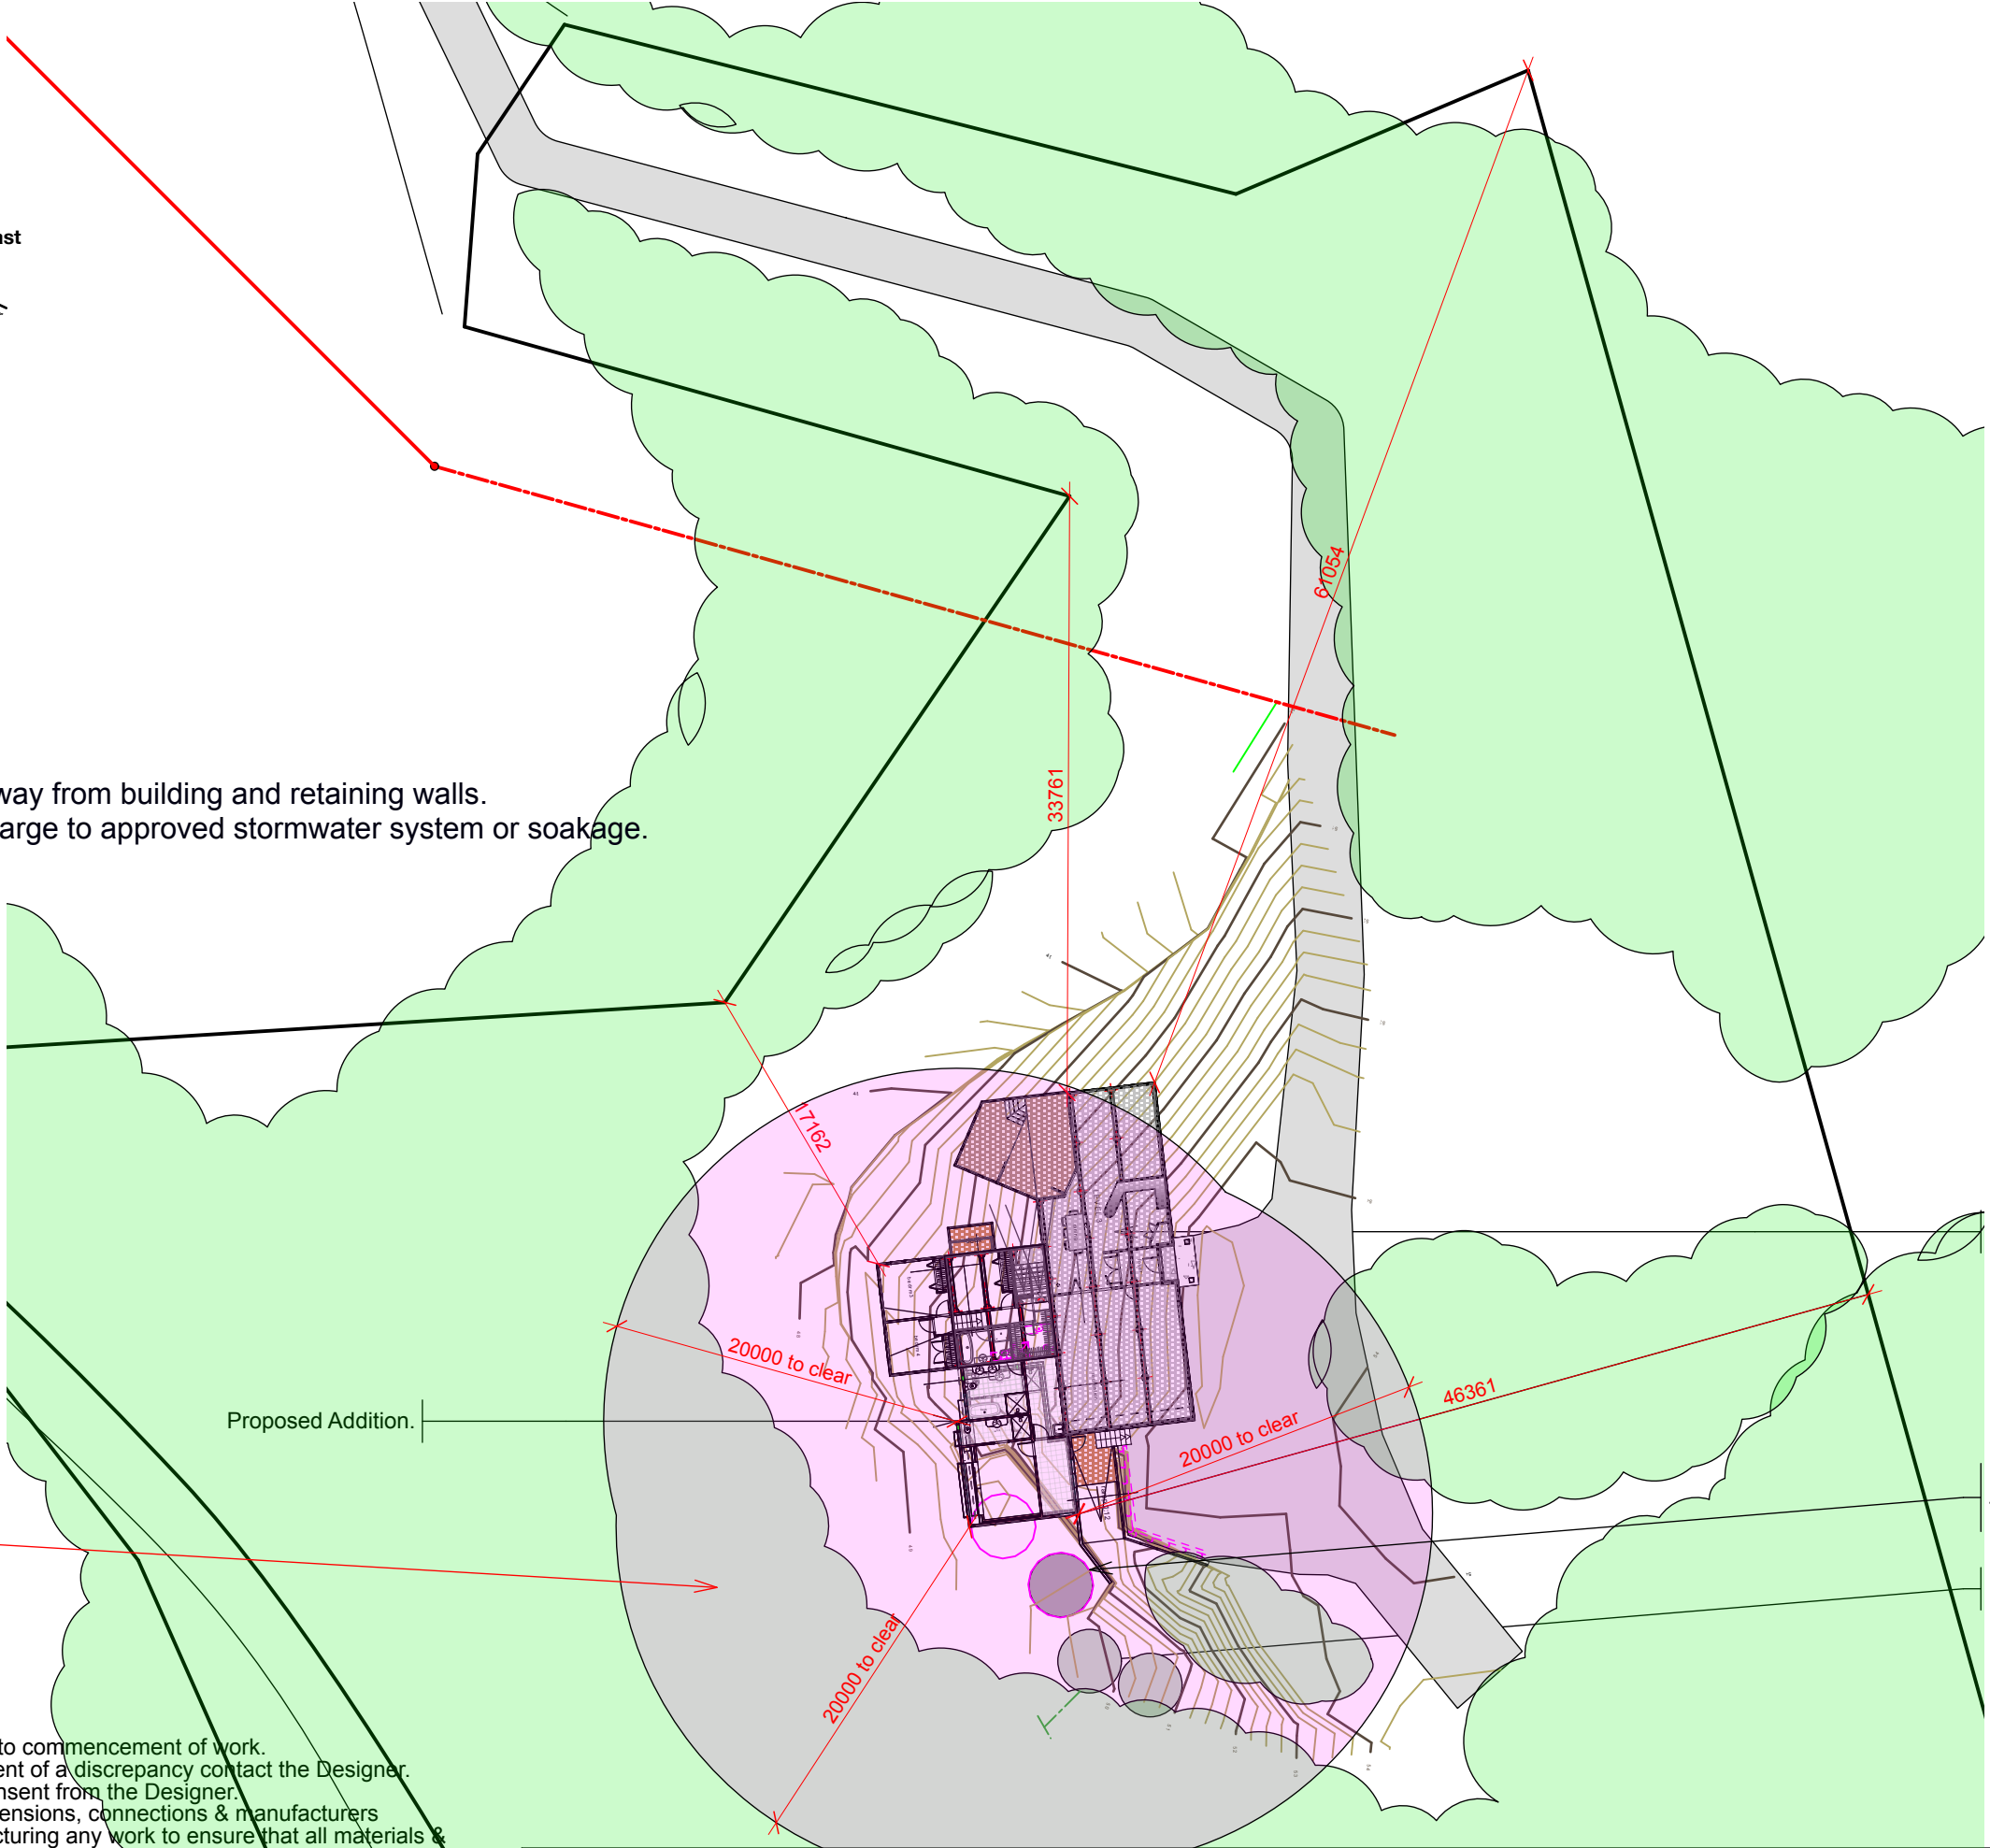 ast
61054
33761
way from building and retaining walls.
arge to approved stormwater system or soakage.
17162
20000 to clear
46361
Proposed Addition.
20000 to clear
20000 to clear
to commencement of work.
ent of a discrepancy contact the Designer.
nsent from the Designer.
ensions, connections & manufacturers
cturing any work to ensure that all materials &